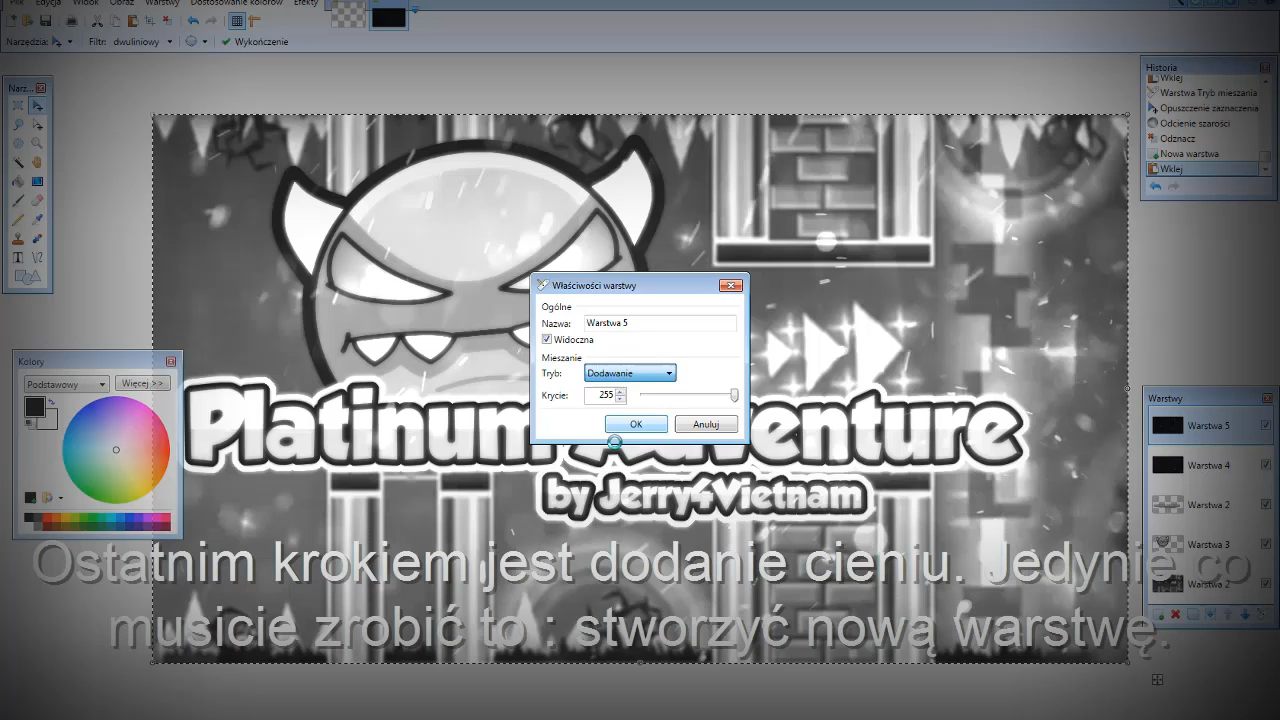 Plik Edycja Widok Obraz Warstwy Dostosowanie kolorów Efekty
Narzędzia: Filtr: dwuliniowy Wykończenie
Narz...
Historia
Wklej
Warstwa Tryb mieszania
Opuszczenie zaznaczenia
Odcienie szarości
Odznacz
Nowa warstwa
Wklej
Właściwości warstwy
Ogólne
Nazwa: Warstwa 5
Widoczna
Mieszanie
Tryb: Dodawanie
Krycie: 255
OK Anuluj
Kolory
Podstawowy Więcej >>
Platinum Adventure
by Jerry4Vietnam
Warstwy
Warstwa 5
Warstwa 4
Warstwa 2
Warstwa 3
Warstwa 2
Ostatnim krokiem jest dodanie cieniu. Jedynie co
musicie zrobić to : stworzyć nową warstwę.